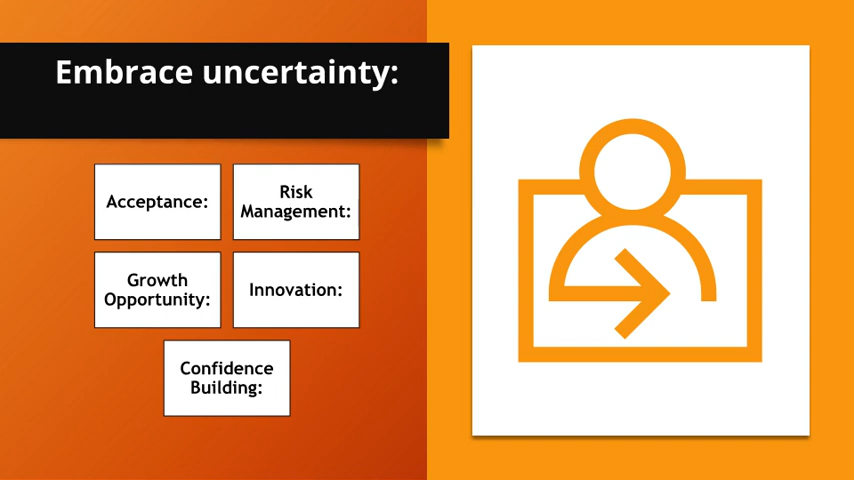 Embrace uncertainty:
Acceptance:
Risk
Management:
Growth
Opportunity:
Innovation:
Confidence
Building: